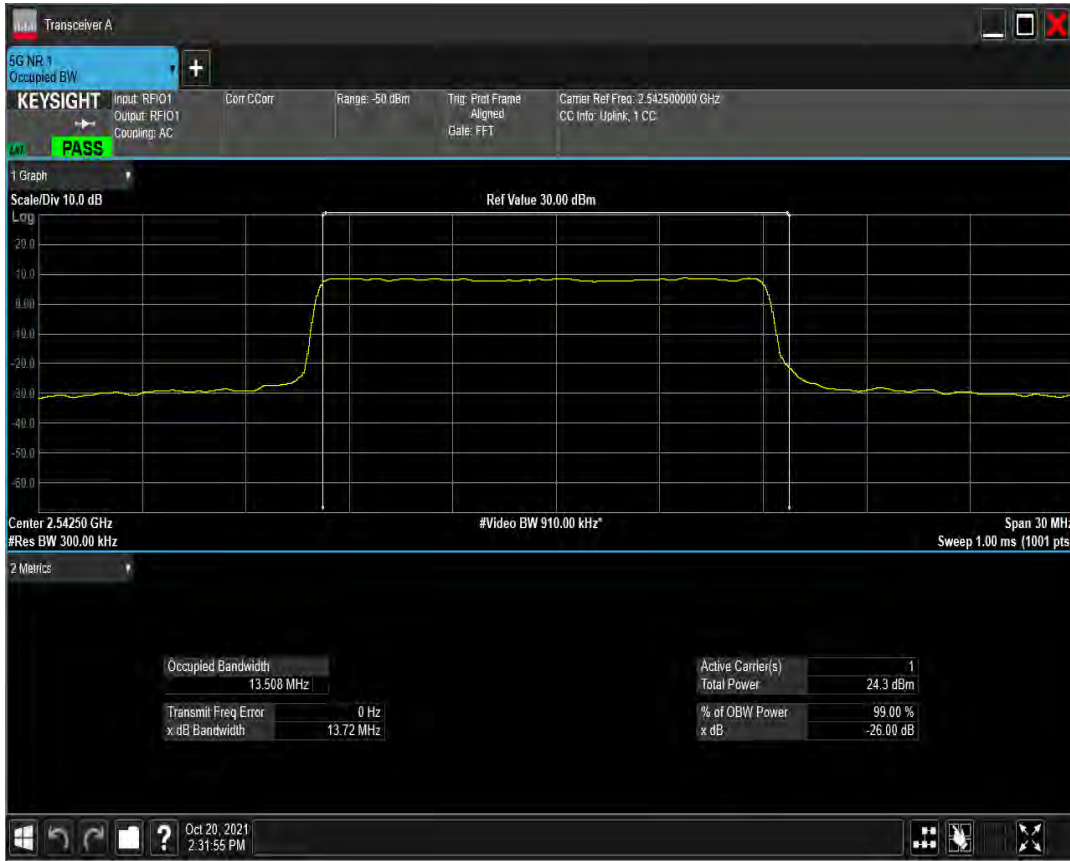 Transceiver A
5G NR 1
Occupied BW
+
KEYSIGHT
PASS
Input: RFIO1
Output: RFIO1
Coupling: AC
Corr CCorr
Range: -50 dBm
Trig: Prot Frame
Aligned
Gate: FFT
Carrier Ref Freq: 2.542500000 GHz
CC Info: Uplink, 1 CC
1 Graph
Scale/Div 10.0 dB
Ref Value 30.00 dBm
Log
20.0
10.0
0.00
-10.0
-20.0
-30.0
-40.0
-50.0
-60.0
Center 2.54250 GHz
#Video BW 910.00 kHz*
Span 30 MHz
#Res BW 300.00 kHz
Sweep 1.00 ms (1001 pts
2 Metrics
Occupied Bandwidth
13.508 MHz
Transmit Freq Error 0 Hz
x dB Bandwidth 13.72 MHz
Active Carrier(s) 1
Total Power 24.3 dBm
% of OBW Power 99.00 %
x dB -26.00 dB
?
Oct 20, 2021
2:31:55 PM